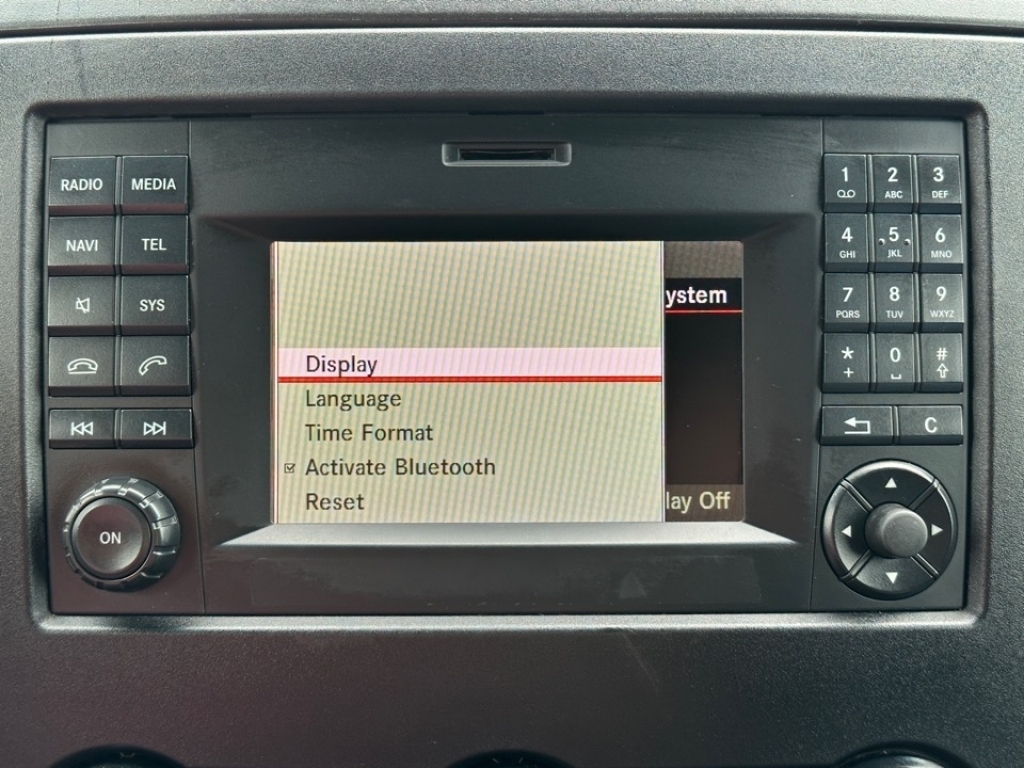 RADIO MEDIA
NAVI TEL
SYS
ON
ystem
Display
Language
Time Format
Activate Bluetooth
Reset
lay Off
1 2 ABC 3 DEF
4 GHI 5 JKL 6 MNO
7 PQRS 8 TUV 9 WXYZ
* + 0 #
C